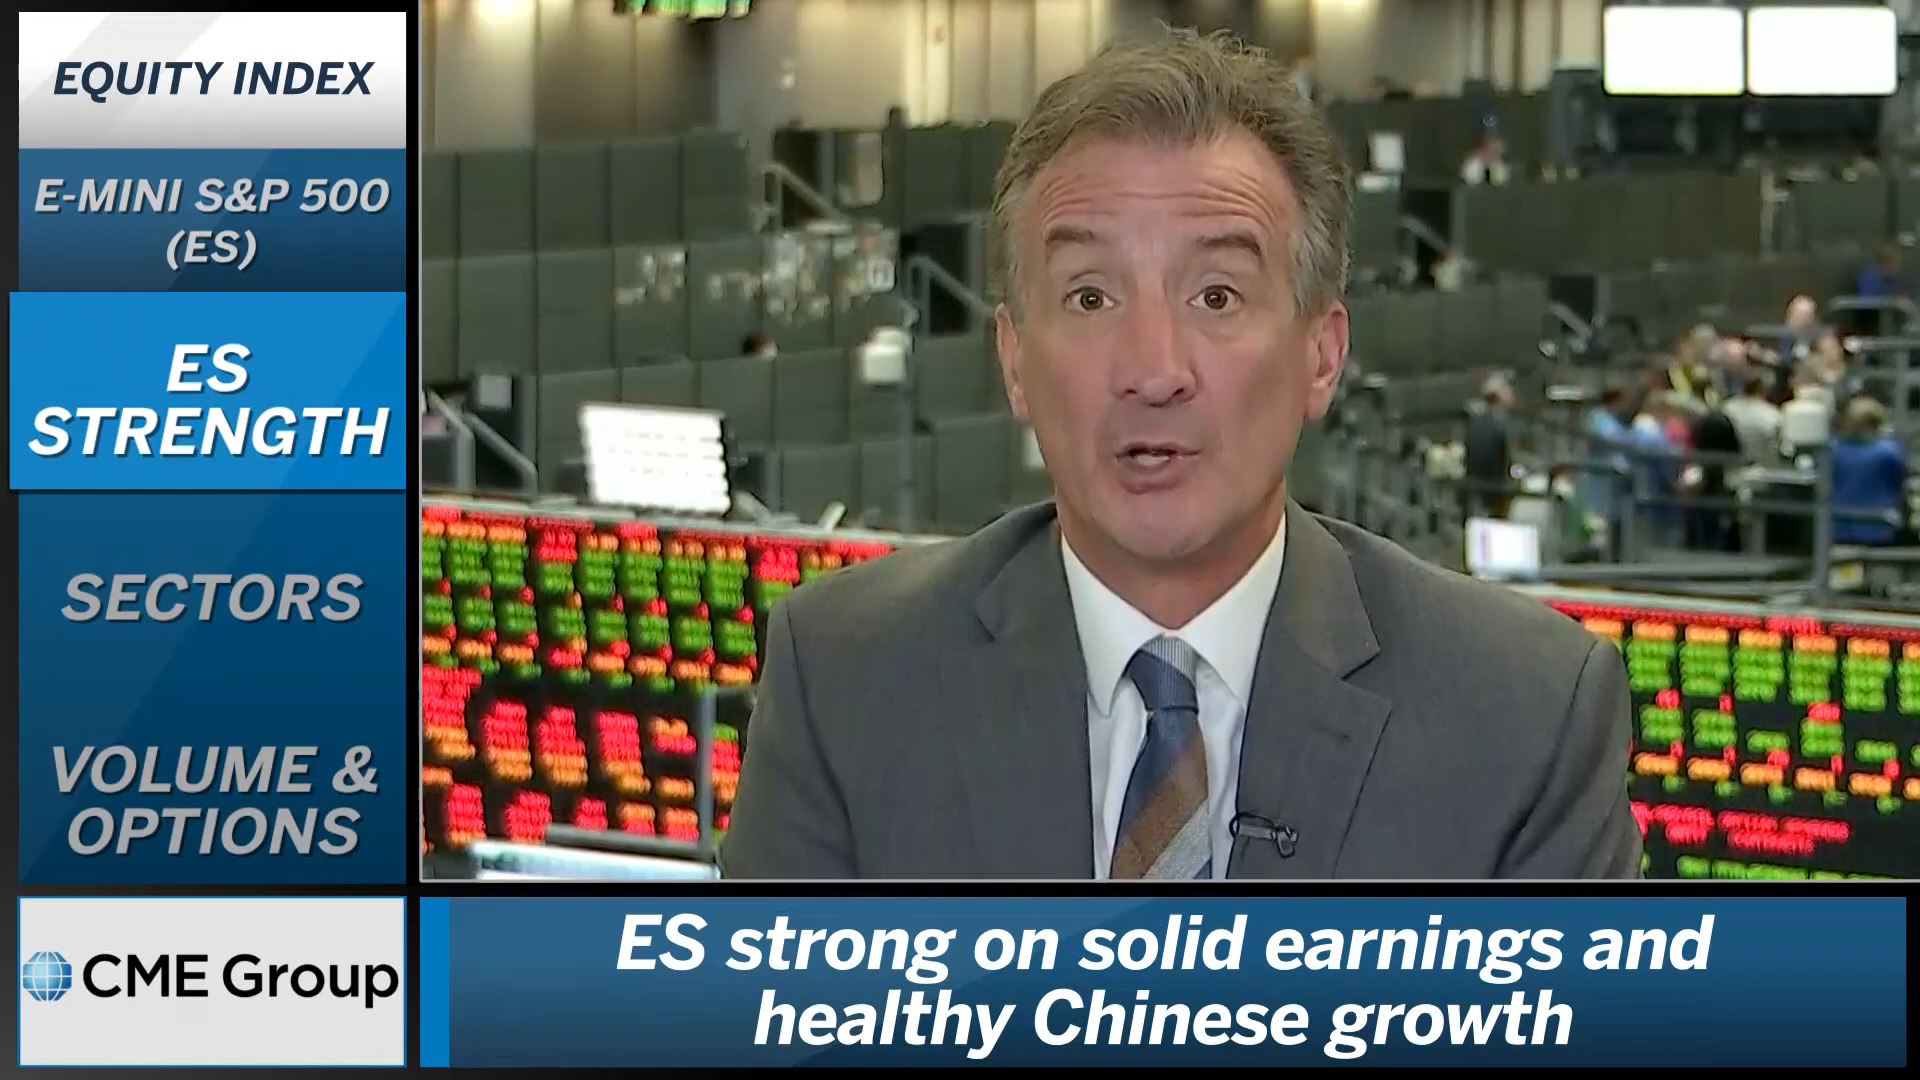 EQUITY INDEX
E-MINI S&P 500
(ES)
ES
STRENGTH
SECTORS
VOLUME &
OPTIONS
CME Group
ES strong on solid earnings and
healthy Chinese growth